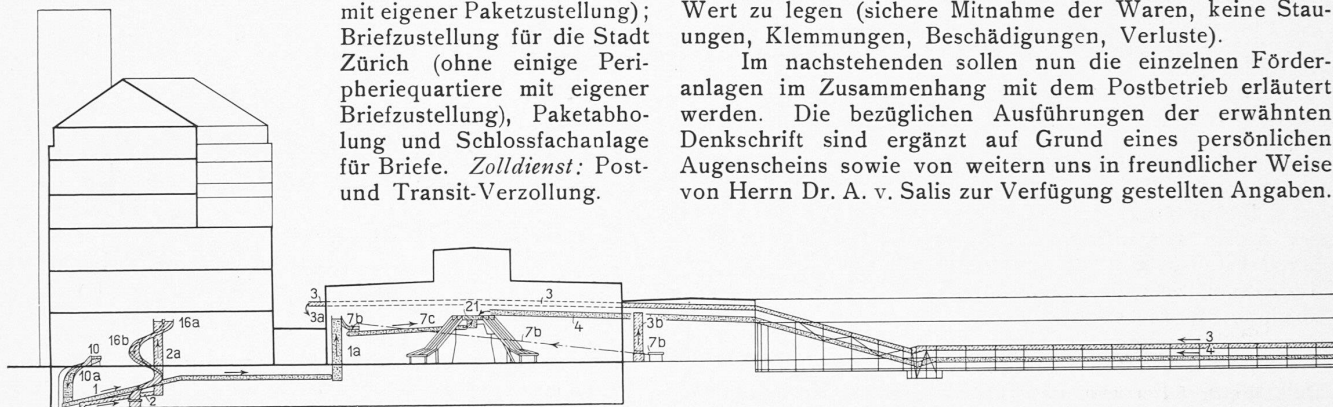 mit eigener Paketzustellung);
Briefzustellung für die Stadt
Zürich (ohne einige Peri-
pheriequartiere mit eigener
Briefzustellung), Paketabho-
lung und Schlossfachanlage
für Briefe. Zolldienst: Post-
und Transit-Verzollung.
Wert zu legen (sichere Mitnahme der Waren, keine Stau-
ungen, Klemmungen, Beschädigungen, Verluste).
Im nachstehenden sollen nun die einzelnen Förder-
anlagen im Zusammenhang mit dem Postbetrieb erläutert
werden. Die bezüglichen Ausführungen der erwähnten
Denkschrift sind ergänzt auf Grund eines persönlichen
Augenscheins sowie von weitern uns in freundlicher Weise
von Herrn Dr. A. v. Salis zur Verfügung gestellten Angaben.
3
3a
7b
7c
21
3
4
7b
3b
7b
1a
16a
16b
2a
10
10a
1
2
3
4